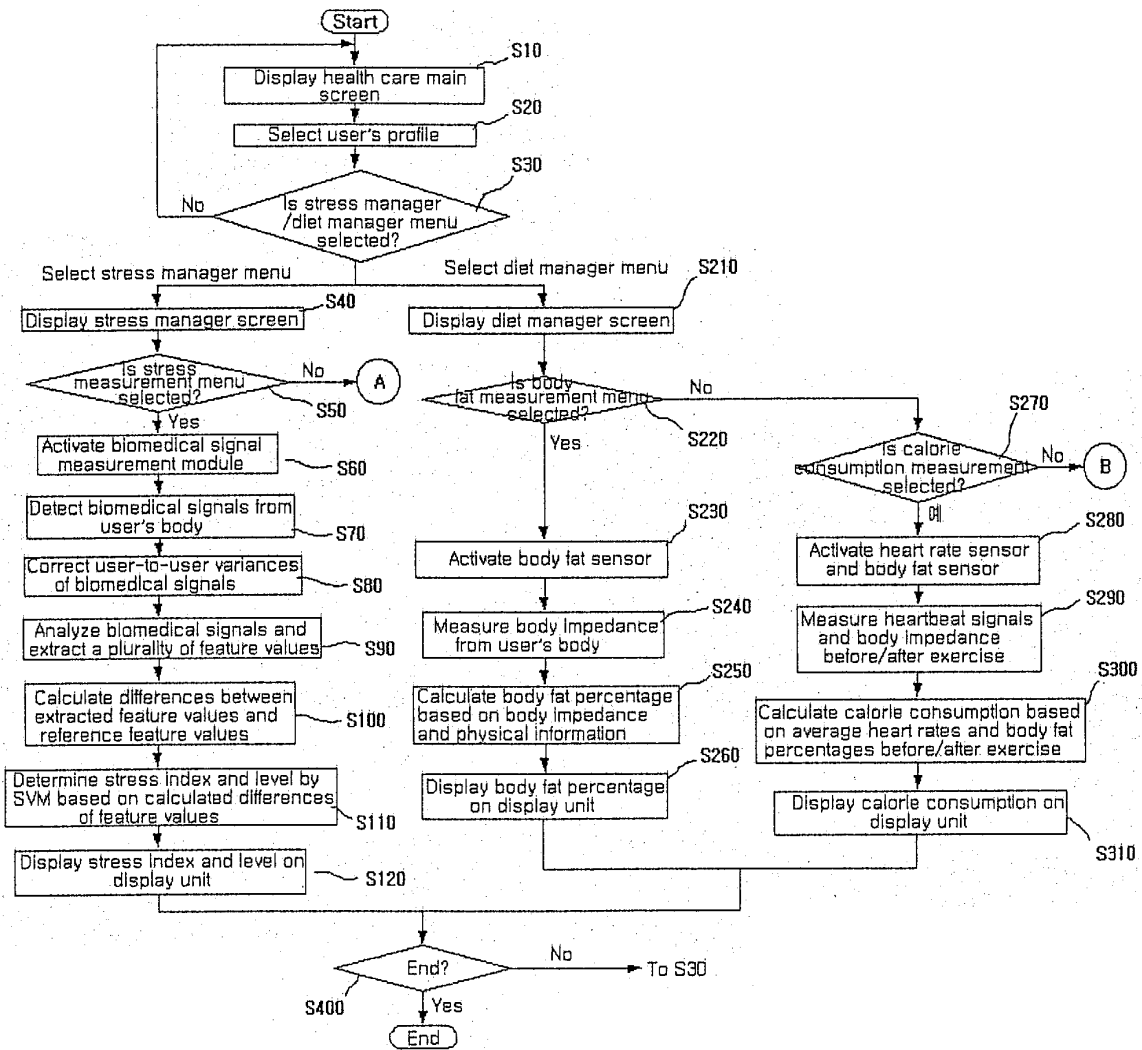 Start
S10
Display health care main
screen
S20
Select user's profile
S30
Is stress manager
/diet manager menu
selected?
No
Select stress manager menu
Select diet manager menu
S40
Display stress manager screen
S210
Display diet manager screen
Is stress
measurement menu
selected?
No
A
S50
Yes
Is body
fat measurement menu
selected?
No
S220
Yes
S60
Activate biomedical signal
measurement module
S270
Is calorie
consumption measurement
selected?
No
B
예
Detect biomedical signals from
user's body
S70
S230
Activate body fat sensor
S280
Activate heart rate sensor
and body fat sensor
Correct user-to-user variances
of biomedical signals
S80
S240
Measure body impedance
from user's body
S290
Measure heartbeat signals
and body impedance
before/after exercise
Analyze biomedical signals and
extract a plurality of feature values
S90
S250
Calculate body fat percentage
based on body impedance
and physical information
S300
Calculate calorie consumption based
on average heart rates and body fat
percentages before/after exercise
Calculate differences between
extracted feature values and
reference feature values
S100
S260
Display body fat percentage
on display unit
Display calorie consumption on
display unit
S310
Determine stress index and level by
SVM based on calculated differences
of feature values
S110
Display stress index and level on
display unit
S120
End?
No
To S30
S400
Yes
End